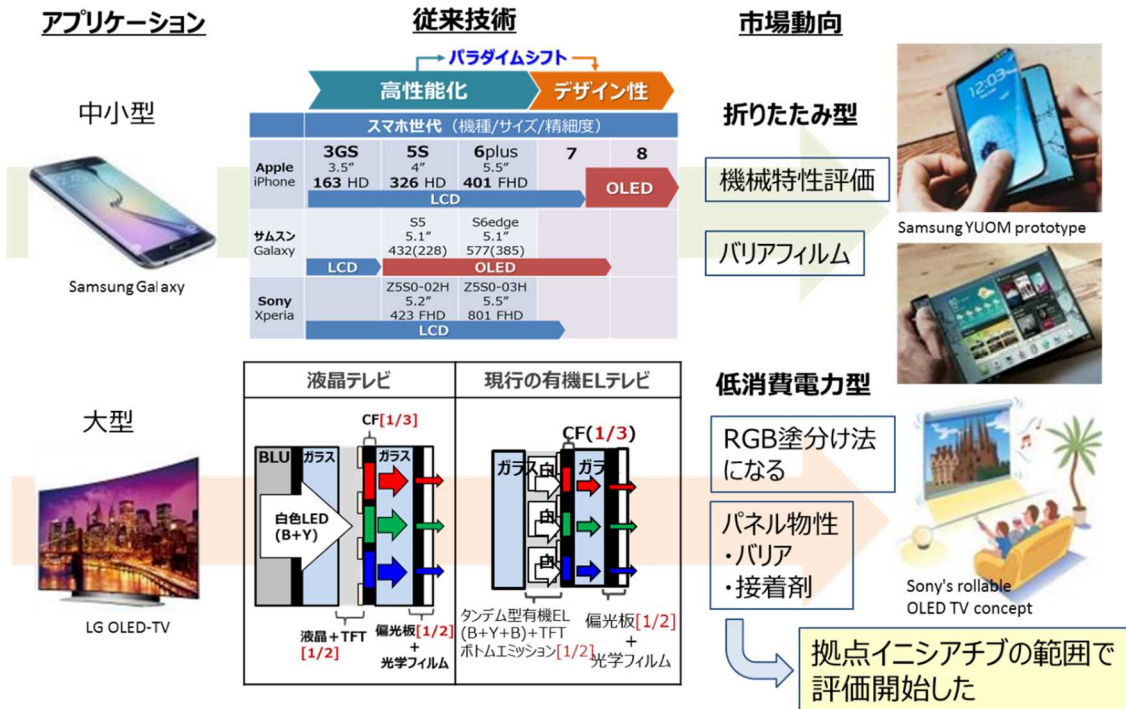 アプリケーション
従来技術
市場動向
パラダイムシフト
高性能化
デザイン性
中小型
Samsung Galaxy
スマホ世代（機種/サイズ/精細度）
Apple
iPhone
3GS
3.5″
163 HD
5S
4″
326 HD
6plus
5.5″
401 FHD
7
8
LCD
OLED
サムスン
Galaxy
S5
5.1″
432(228)
S6edge
5.1″
577(385)
LCD
OLED
Sony
Xperia
Z5S0-02H
5.2″
423 FHD
Z5S0-03H
5.5″
801 FHD
LCD
折りたたみ型
機械特性評価
バリアフィルム
12:03
Samsung YUOM prototype
大型
LG OLED-TV
液晶テレビ
CF[1/3]
BLU
ガラス
ガラス
白色LED
(B+Y)
液晶＋TFT
[1/2]
偏光板[1/2]
+
光学フィルム
現行の有機ELテレビ
CF(1/3)
ガラス
白
ガラ
白
白
タンデム型有機EL
(B+Y+B)+TFT
ボトムエミッション[1/2]
偏光板[1/2]
+
光学フィルム
低消費電力型
RGB塗分け法
になる
パネル物性
・バリア
・接着剤
Sony's rollable
OLED TV concept
拠点イニシアチブの範囲で
評価開始した